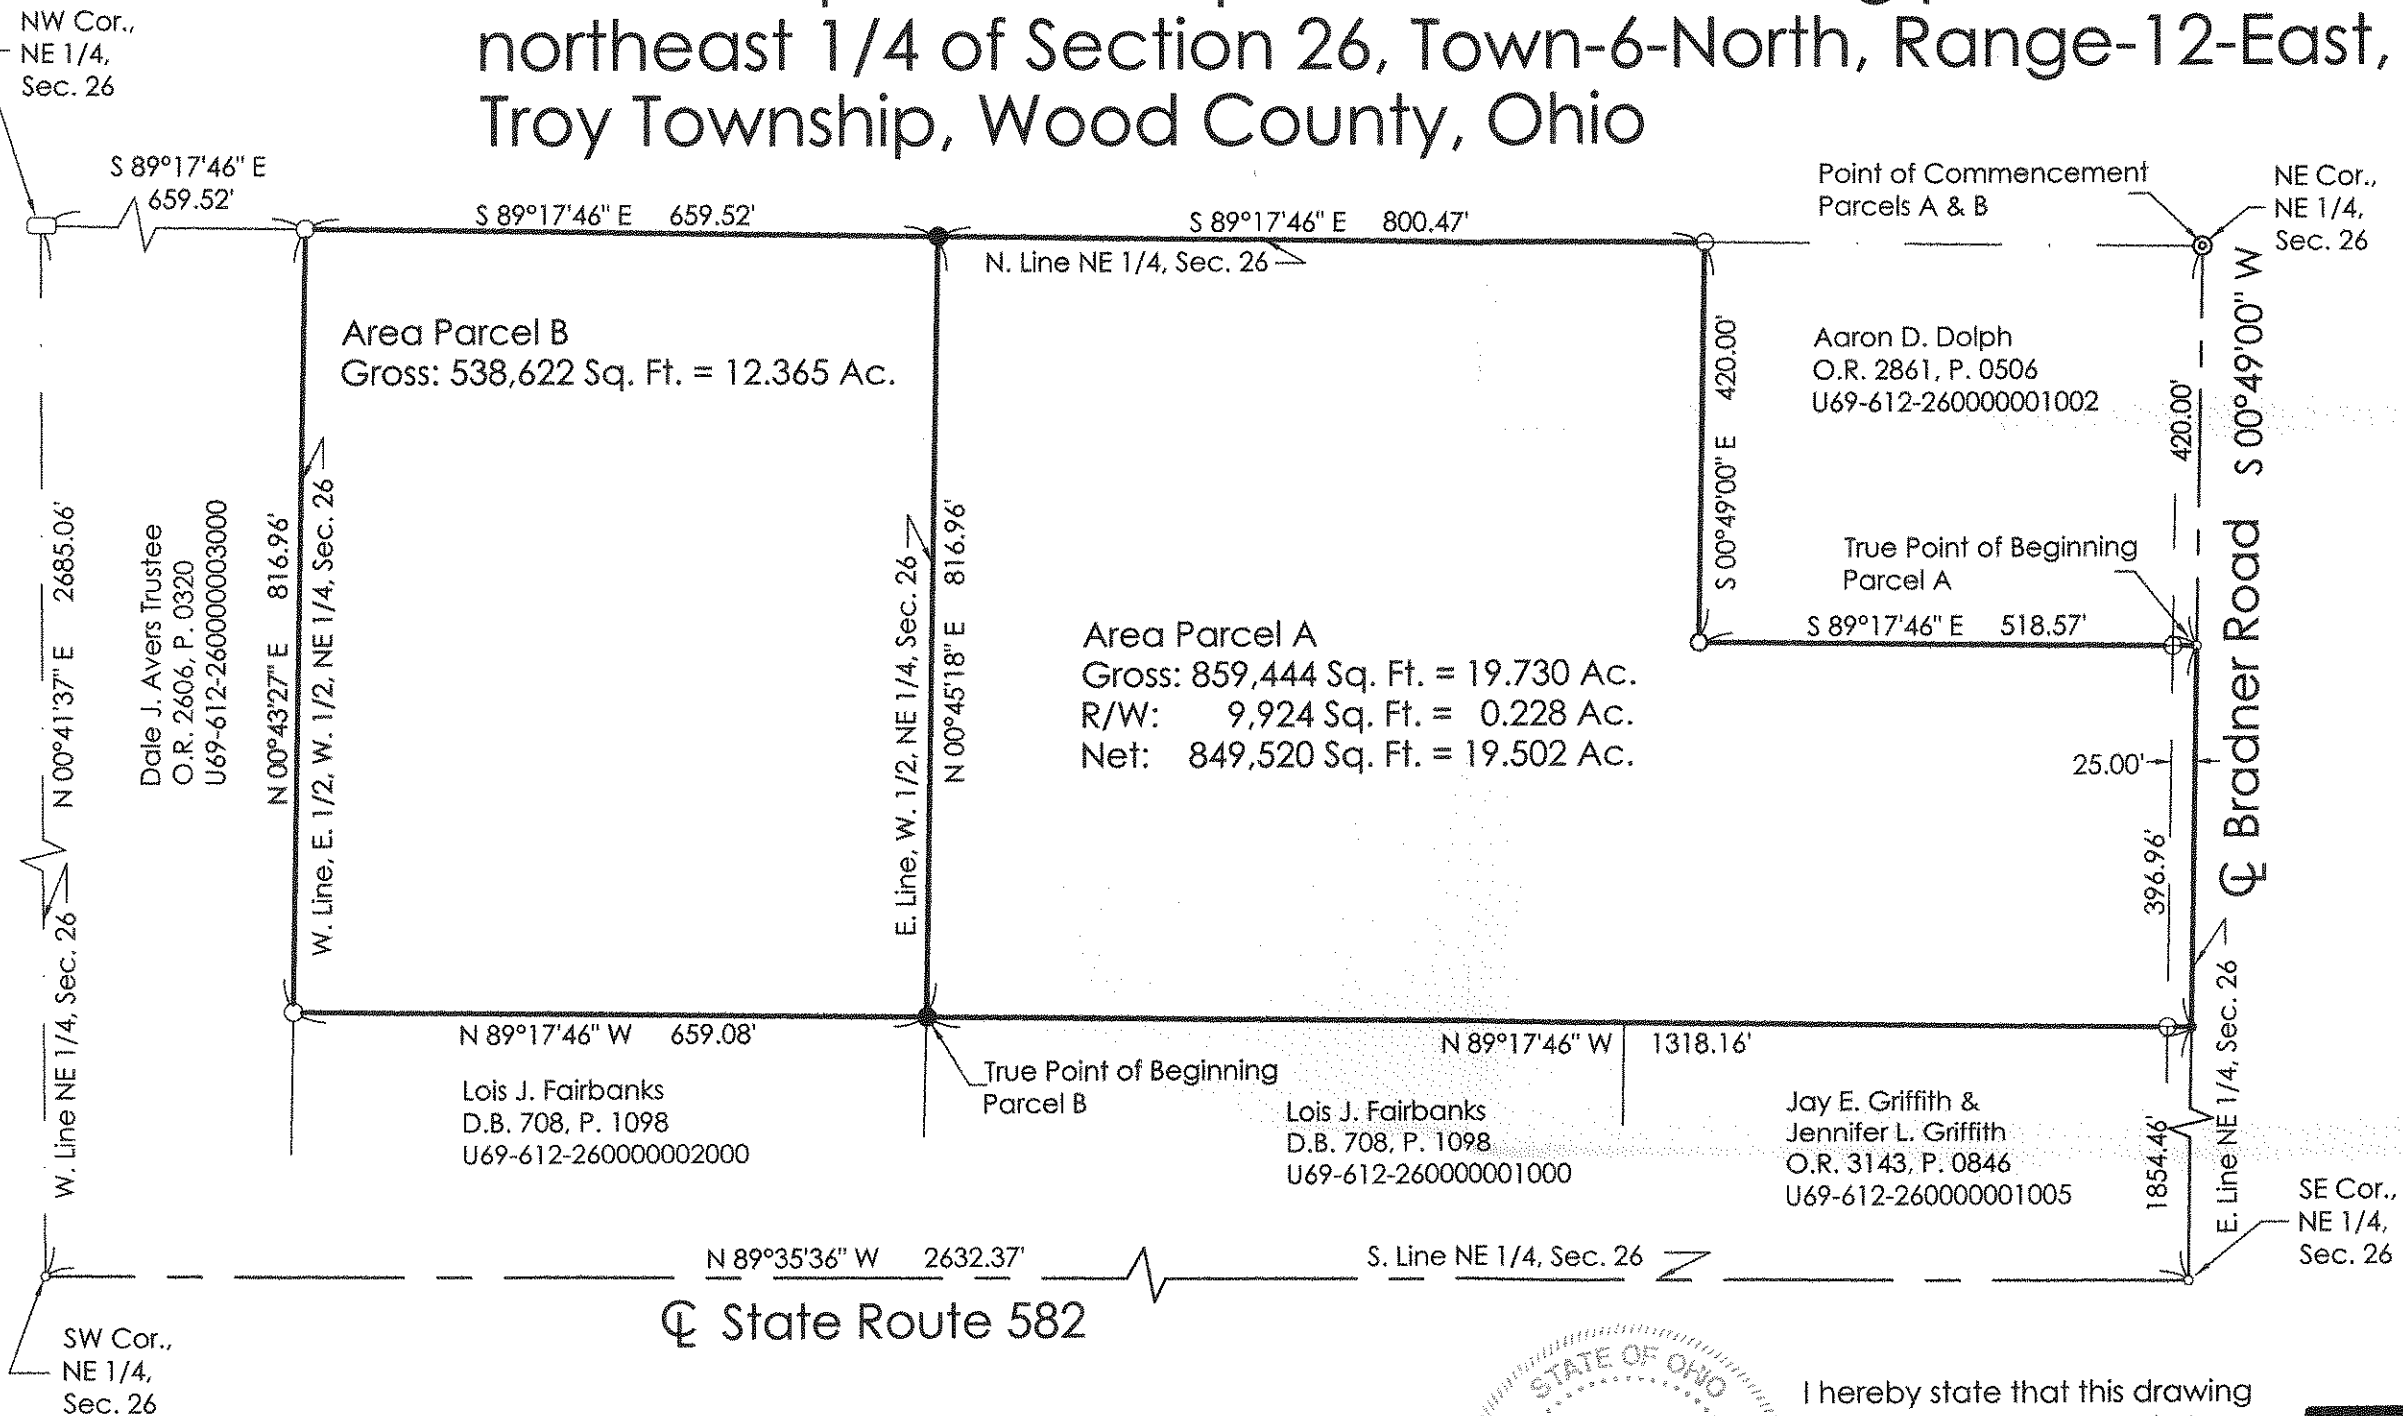 northeast 1/4 of Section 26, Town-6-North, Range-12-East,
Troy Township, Wood County, Ohio
NW Cor.,
NE 1/4,
Sec. 26
S 89°17'46" E
659.52'
S 89°17'46" E 659.52'
S 89°17'46" E 800.47'
N. Line NE 1/4, Sec. 26
Point of Commencement
Parcels A & B
NE Cor.,
NE 1/4,
Sec. 26
Area Parcel B
Gross: 538,622 Sq. Ft. = 12.365 Ac.
S 00°49'00" E 420.00'
Aaron D. Dolph
O.R. 2861, P. 0506
U69-612-260000001002
420.00'
S 00°49'00" W
N 00°41'37" E 2685.06'
W. Line NE 1/4, Sec. 26
Dale J. Avers Trustee
O.R. 2606, P. 0320
U69-612-260000003000
N 00°43'27" E 816.96'
W. Line, E. 1/2, W. 1/2, NE 1/4, Sec. 26
E. Line, W. 1/2, NE 1/4, Sec. 26
N 00°45'18" E 816.96'
True Point of Beginning
Parcel A
S 89°17'46" E 518.57'
Area Parcel A
Gross: 859,444 Sq. Ft. = 19.730 Ac.
R/W: 9,924 Sq. Ft. = 0.228 Ac.
Net: 849,520 Sq. Ft. = 19.502 Ac.
25.00'
396.96'
℄ Bradner Road
N 89°17'46" W 659.08'
N 89°17'46" W 1318.16'
True Point of Beginning
Parcel B
Lois J. Fairbanks
D.B. 708, P. 1098
U69-612-260000002000
Lois J. Fairbanks
D.B. 708, P. 1098
U69-612-260000001000
Jay E. Griffith &
Jennifer L. Griffith
O.R. 3143, P. 0846
U69-612-260000001005
1854.46'
E. Line NE 1/4, Sec. 26
SE Cor.,
NE 1/4,
Sec. 26
N 89°35'36" W 2632.37'
S. Line NE 1/4, Sec. 26
℄ State Route 582
SW Cor.,
NE 1/4,
Sec. 26
STATE OF OHIO
I hereby state that this drawing